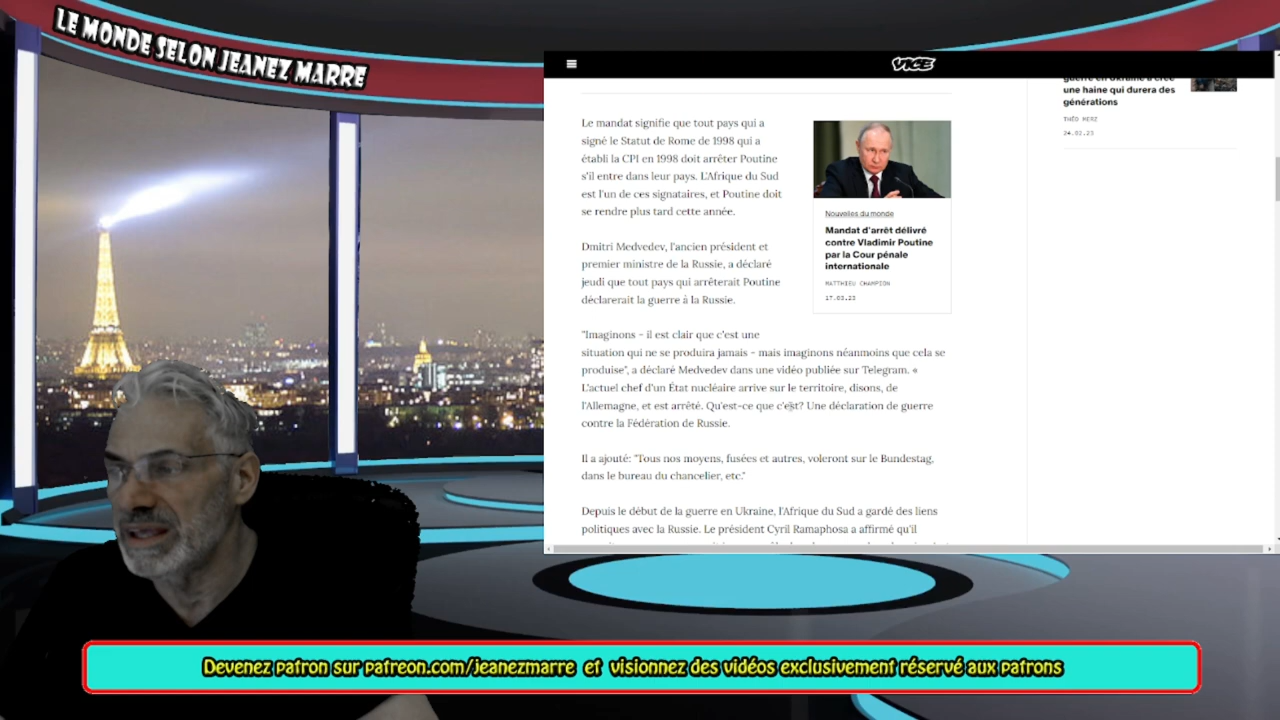 LE MONDE SELON JEANEZ MARRE
VICE
Le mandat signifie que tout pays qui a
signé le Statut de Rome de 1998 qui a
établi la CPI en 1998 doit arrêter Poutine
s'il entre dans leur pays. L'Afrique du Sud
est l'un de ces signataires, et Poutine doit
se rendre plus tard cette année.
Dmitri Medvedev, l'ancien président et
premier ministre de la Russie, a déclaré
jeudi que tout pays qui arrêterait Poutine
déclarerait la guerre à la Russie.
"Imaginons - il est clair que c'est une
situation qui ne se produira jamais - mais imaginons néanmoins que cela se
produise", a déclaré Medvedev dans une vidéo publiée sur Telegram. «
L'actuel chef d'un État nucléaire arrive sur le territoire, disons, de
l'Allemagne, et est arrêté. Qu'est-ce que c'est? Une déclaration de guerre
contre la Fédération de Russie.
Il a ajouté: "Tous nos moyens, fusées et autres, voleront sur le Bundestag,
dans le bureau du chancelier, etc."
Depuis le début de la guerre en Ukraine, l'Afrique du Sud a gardé des liens
politiques avec la Russie. Le président Cyril Ramaphosa a affirmé qu'il
Nouvelles du monde
Mandat d'arrêt délivré
contre Vladimir Poutine
par la Cour pénale
internationale
MATTHIEU CHAMPION
17.03.23
guerre en Ukraine a créé
une haine qui durera des
générations
THÉO HERZ
24.02.23
Devenez patron sur patreon.com/jeanezmarre et visionnez des vidéos exclusivement réservé aux patrons